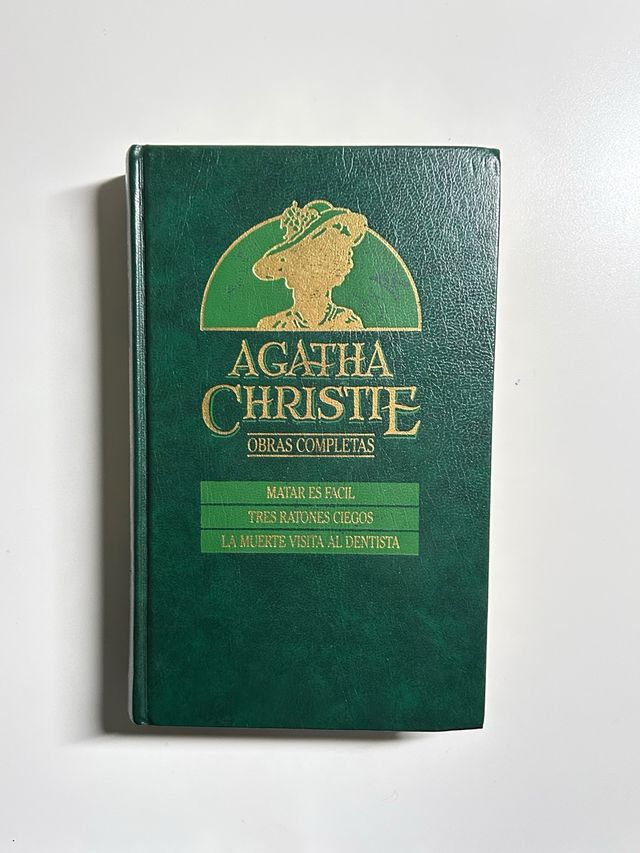 AGATHA
CHRISTIE
OBRAS COMPLETAS
MATAR ES FACIL
TRES RATONES CIEGOS
LA MUERTE VISITA AL DENTISTA